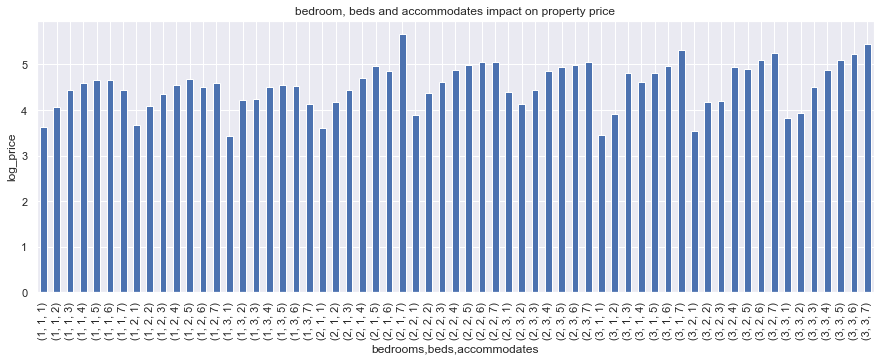 bedroom, beds and accommodates impact on property price
log_price
5
4
3
2
1
0
(1, 1, 1)
(1, 1, 2)
(1, 1, 3)
(1, 1, 4)
(1, 1, 5)
(1, 1, 6)
(1, 1, 7)
(1, 2, 1)
(1, 2, 2)
(1, 2, 3)
(1, 2, 4)
(1, 2, 5)
(1, 2, 6)
(1, 2, 7)
(1, 3, 1)
(1, 3, 2)
(1, 3, 3)
(1, 3, 4)
(1, 3, 5)
(1, 3, 6)
(1, 3, 7)
(2, 1, 1)
(2, 1, 2)
(2, 1, 3)
(2, 1, 4)
(2, 1, 5)
(2, 1, 6)
(2, 1, 7)
(2, 2, 1)
(2, 2, 2)
(2, 2, 3)
(2, 2, 4)
(2, 2, 5)
(2, 2, 6)
(2, 2, 7)
(2, 3, 1)
(2, 3, 2)
(2, 3, 3)
(2, 3, 4)
(2, 3, 5)
(2, 3, 6)
(2, 3, 7)
(3, 1, 1)
(3, 1, 2)
(3, 1, 3)
(3, 1, 4)
(3, 1, 5)
(3, 1, 6)
(3, 1, 7)
(3, 2, 1)
(3, 2, 2)
(3, 2, 3)
(3, 2, 4)
(3, 2, 5)
(3, 2, 6)
(3, 2, 7)
(3, 3, 1)
(3, 3, 2)
(3, 3, 3)
(3, 3, 4)
(3, 3, 5)
(3, 3, 6)
(3, 3, 7)
bedrooms,beds,accommodates